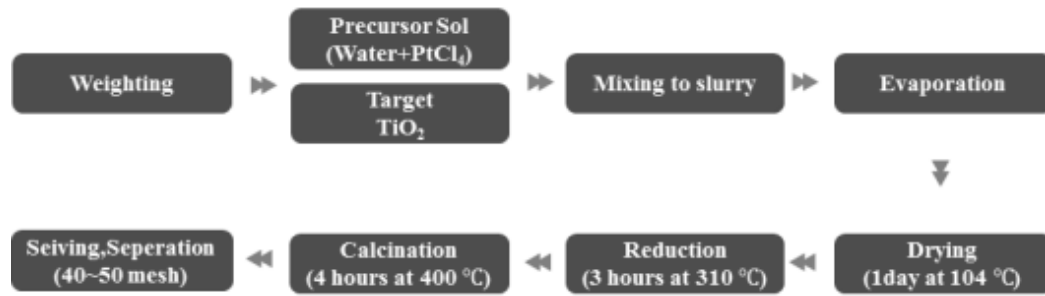 Weighting
Precursor Sol
(Water+PtCl₄)
Target
TiO₂
Mixing to slurry
Evaporation
Drying
(1day at 104 ℃)
Reduction
(3 hours at 310 ℃)
Calcination
(4 hours at 400 ℃)
Seiving,Seperation
(40~50 mesh)